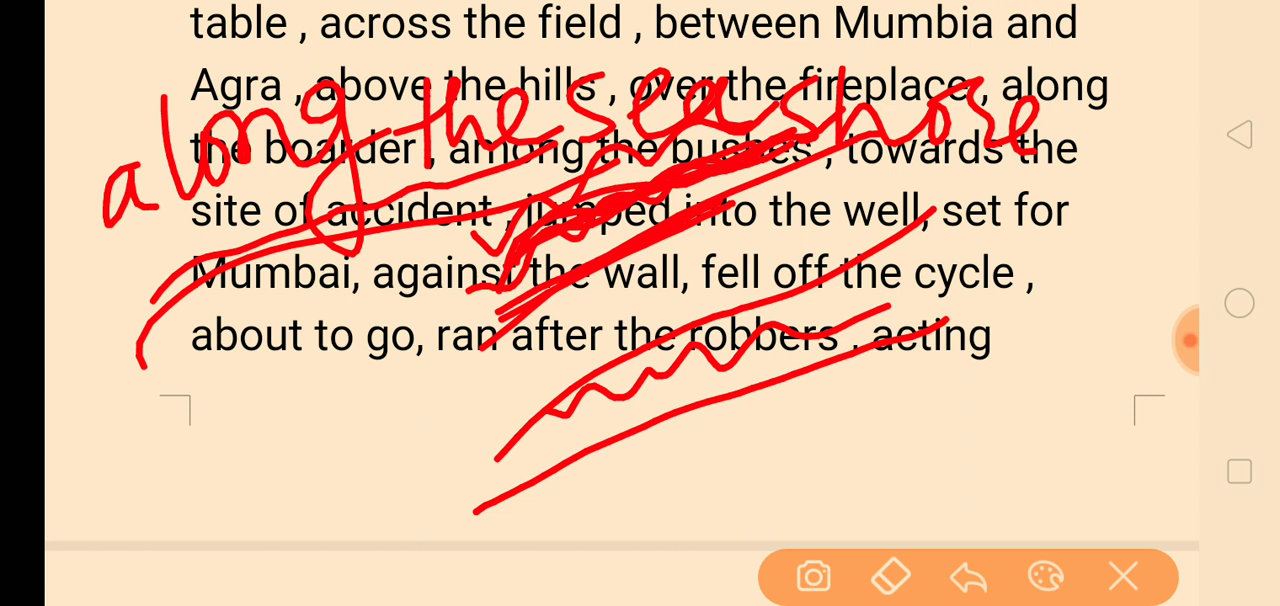 table , across the field , between Mumbia and
Agra , above the hills , over the fireplace, along
along the seashore
the boarder , among the bushes , towards the
site of accident , jumped into the well, set for
Mumbai, against the wall, fell off the cycle ,
about to go, ran after the robbers , acting